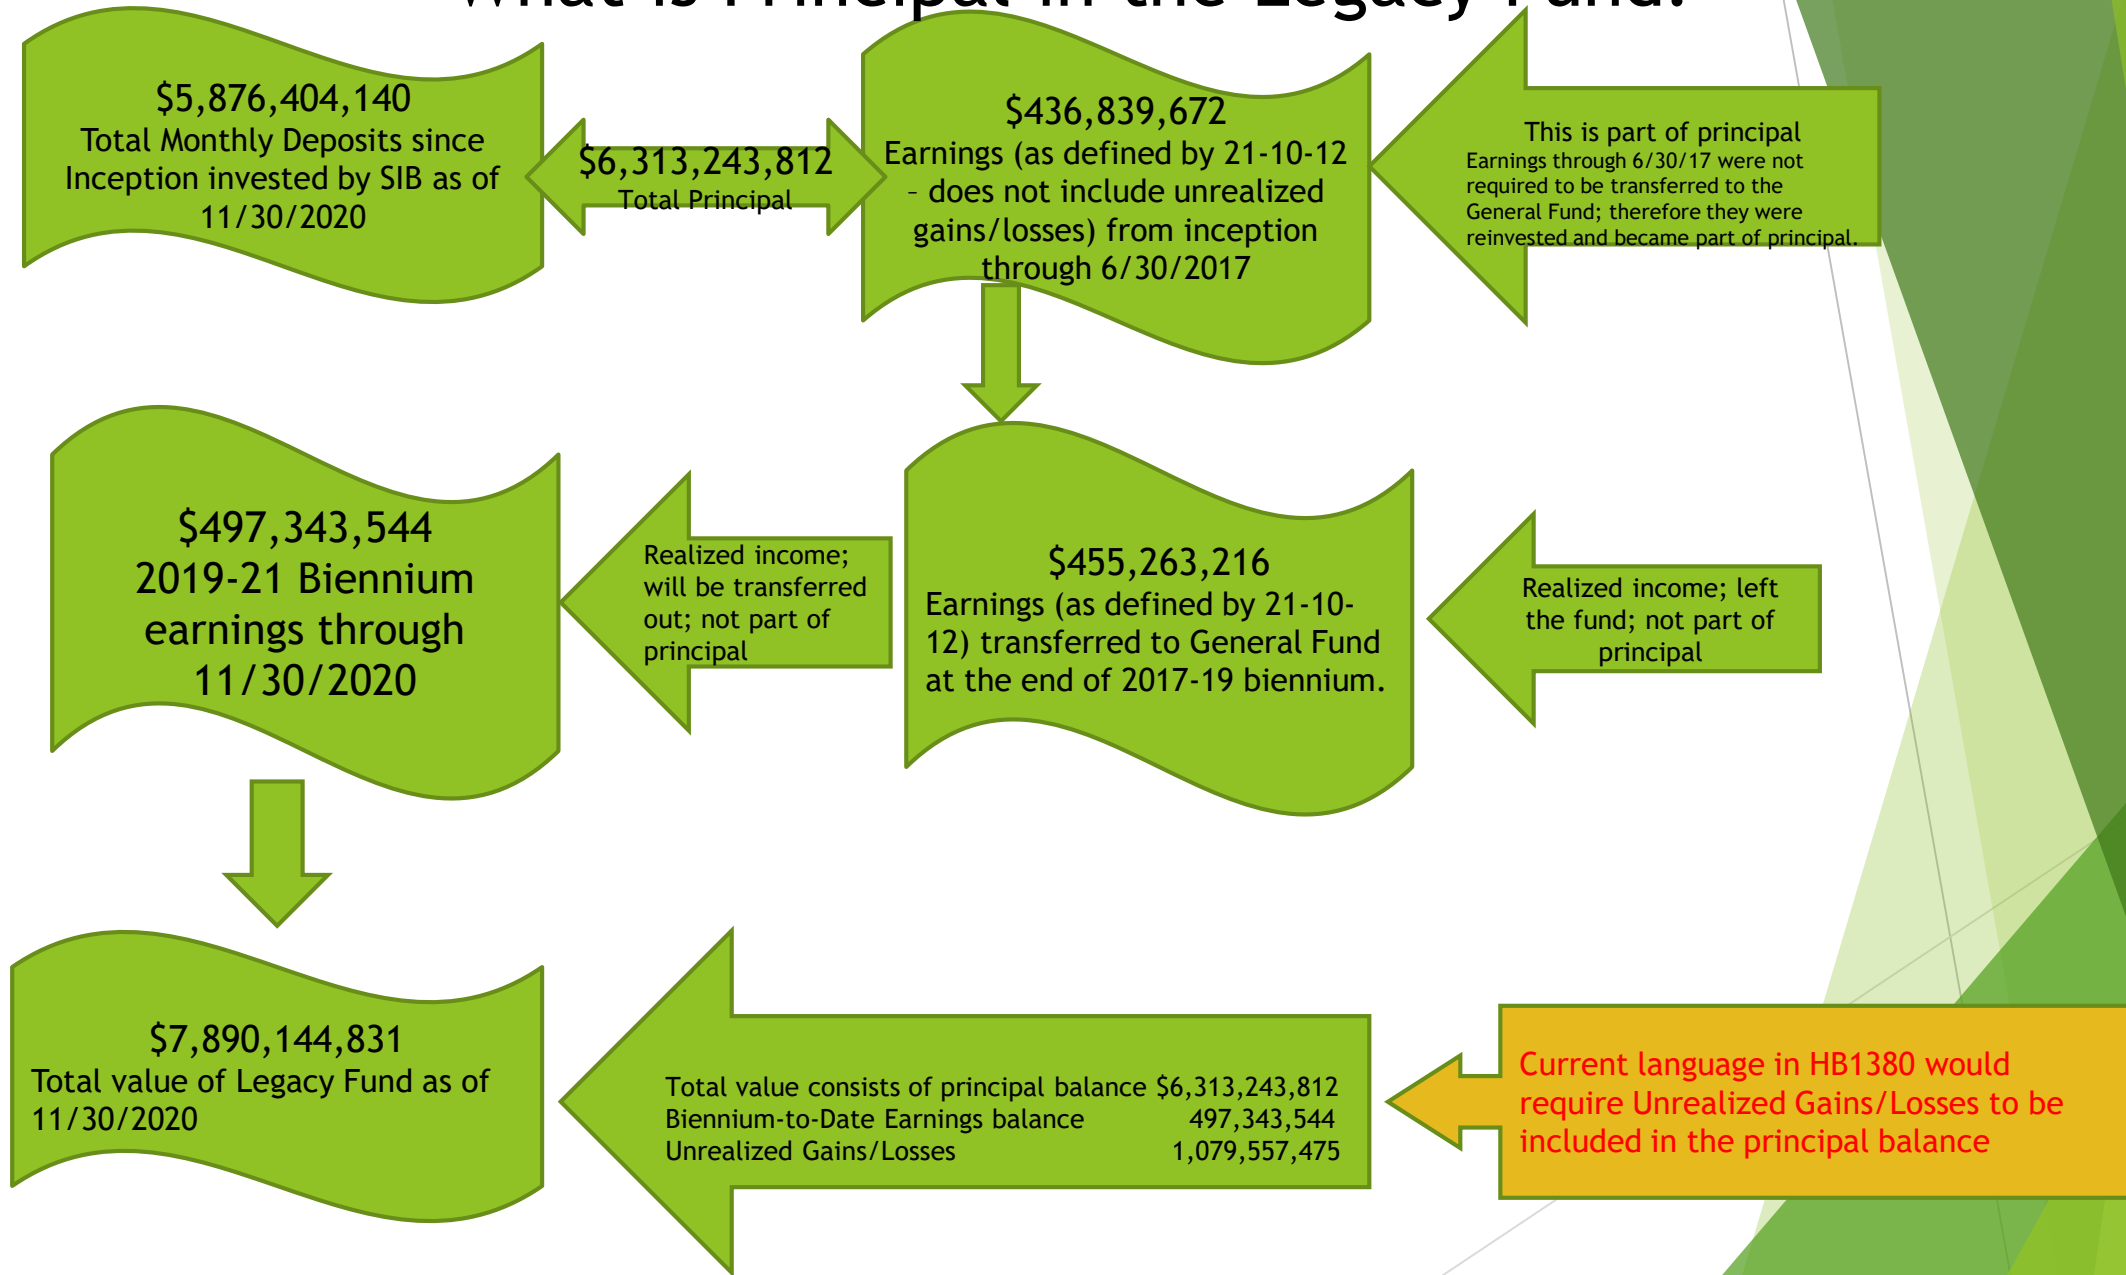 What is Principal in the Legacy Fund?
$5,876,404,140
Total Monthly Deposits since
Inception invested by SIB as of
11/30/2020
$6,313,243,812
Total Principal
$436,839,672
Earnings (as defined by 21-10-12
– does not include unrealized
gains/losses) from inception
through 6/30/2017
This is part of principal
Earnings through 6/30/17 were not
required to be transferred to the
General Fund; therefore they were
reinvested and became part of principal.
$497,343,544
2019-21 Biennium
earnings through
11/30/2020
Realized income;
will be transferred
out; not part of
principal
$455,263,216
Earnings (as defined by 21-10-
12) transferred to General Fund
at the end of 2017-19 biennium.
Realized income; left
the fund; not part of
principal
$7,890,144,831
Total value of Legacy Fund as of
11/30/2020
Total value consists of principal balance $6,313,243,812
Biennium-to-Date Earnings balance 497,343,544
Unrealized Gains/Losses 1,079,557,475
Current language in HB1380 would
require Unrealized Gains/Losses to be
included in the principal balance